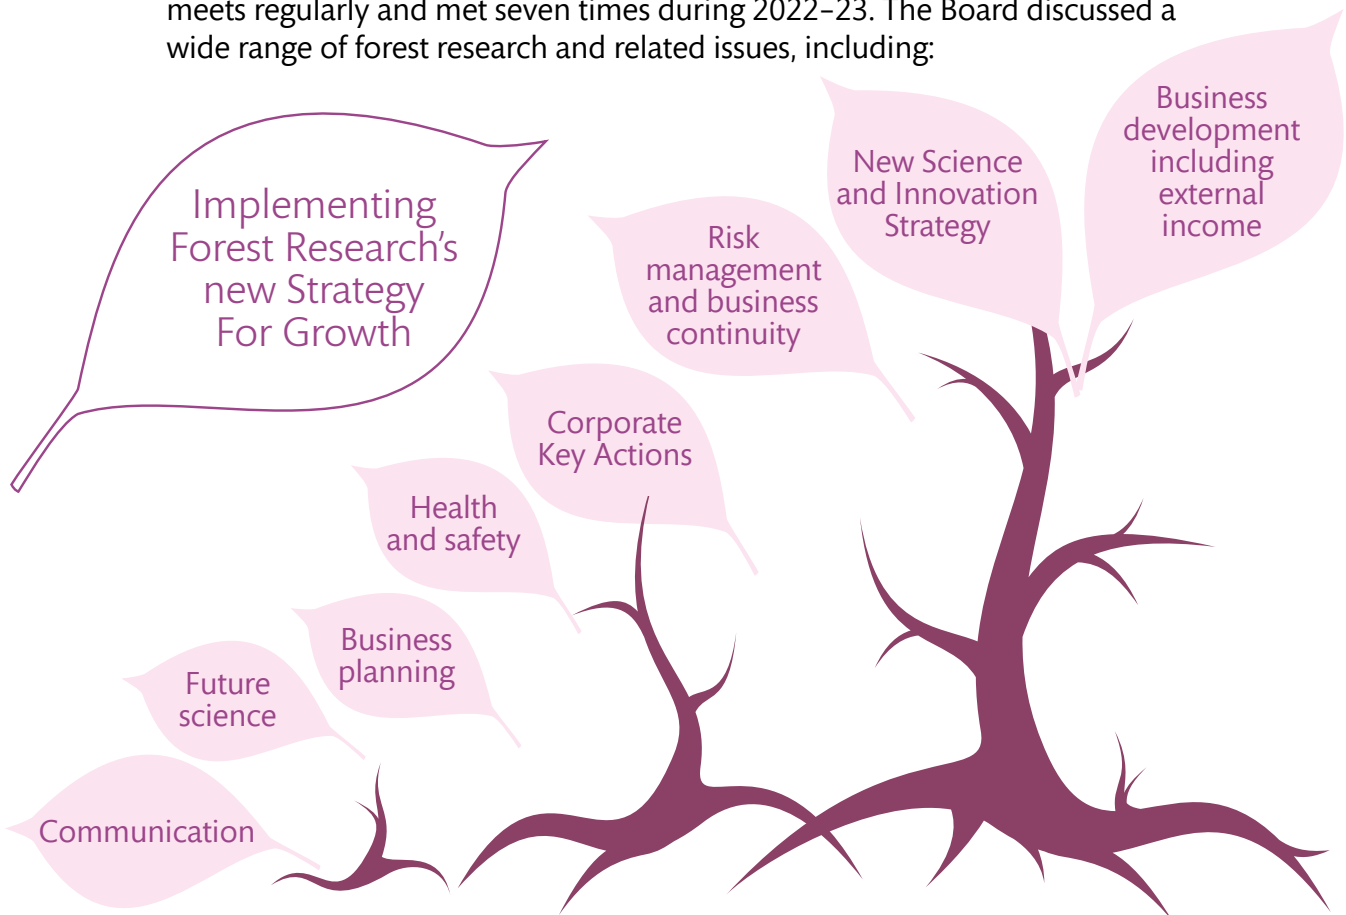 meets regularly and met seven times during 2022–23. The Board discussed a
wide range of forest research and related issues, including:
Implementing
Forest Research’s
new Strategy
For Growth
Business
development
including
external
income
New Science
and Innovation
Strategy
Risk
management
and business
continuity
Corporate
Key Actions
Health
and safety
Business
planning
Future
science
Communication